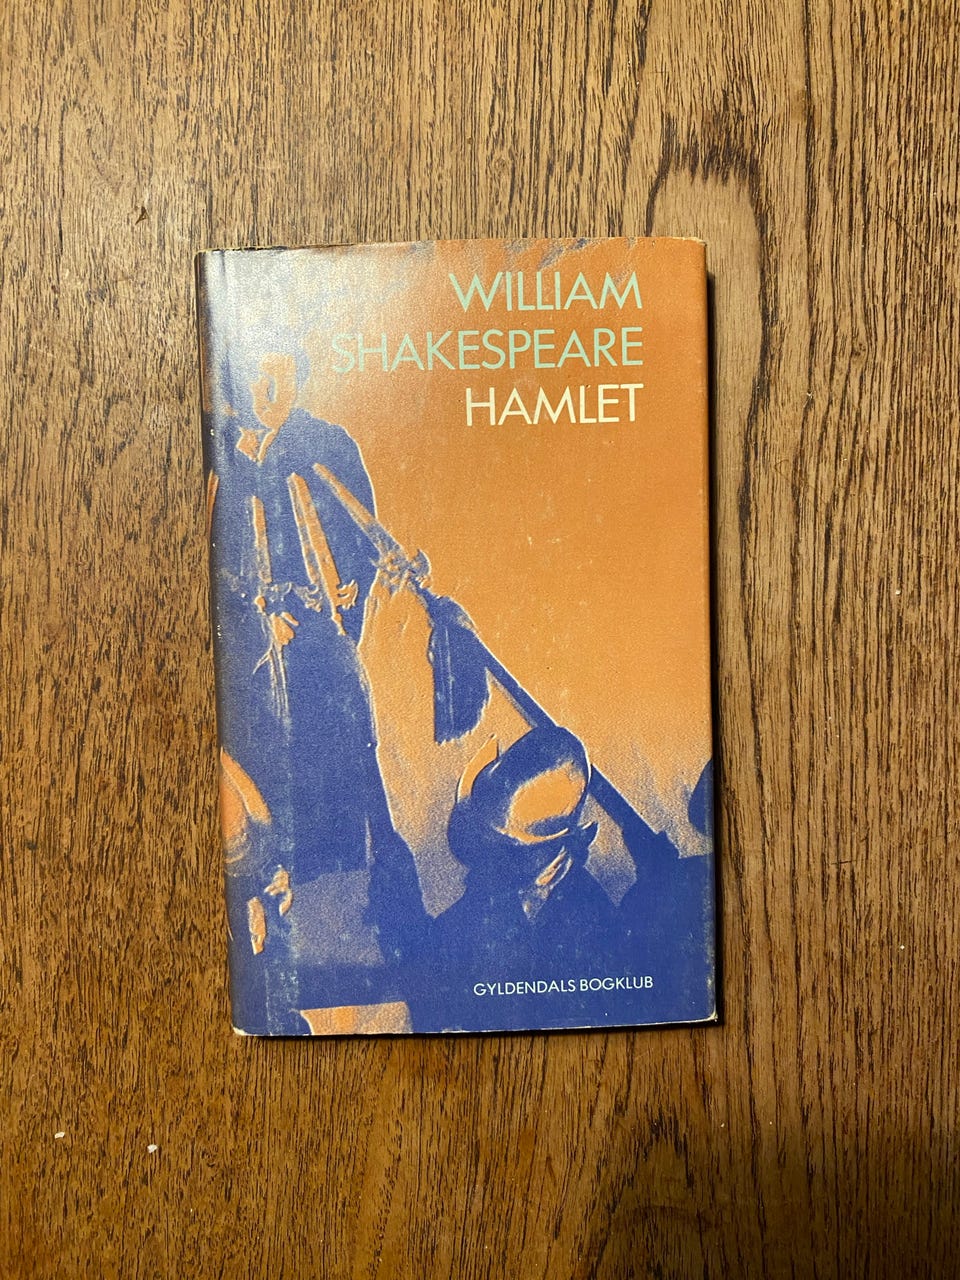 WILLIAM
SHAKESPEARE
HAMLET
GYLDENDALS BOGKLUB